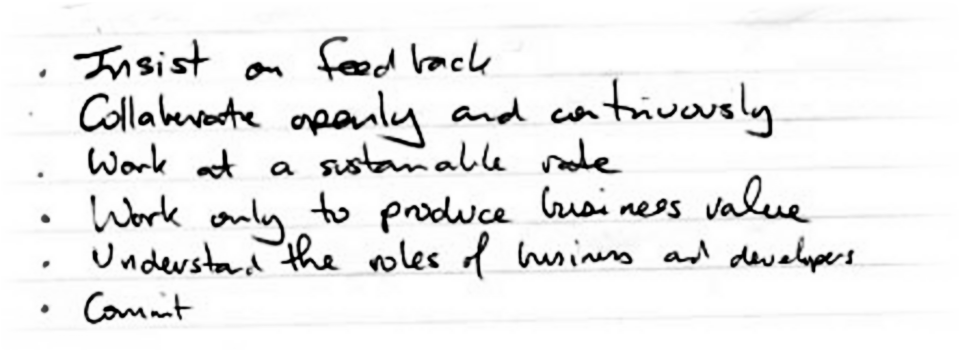 · Insist on feedback
Collaborate openly and continuously
· Work at a sustainable rate
· Work only to produce business value
· Understand the roles of business and developers
· Commit